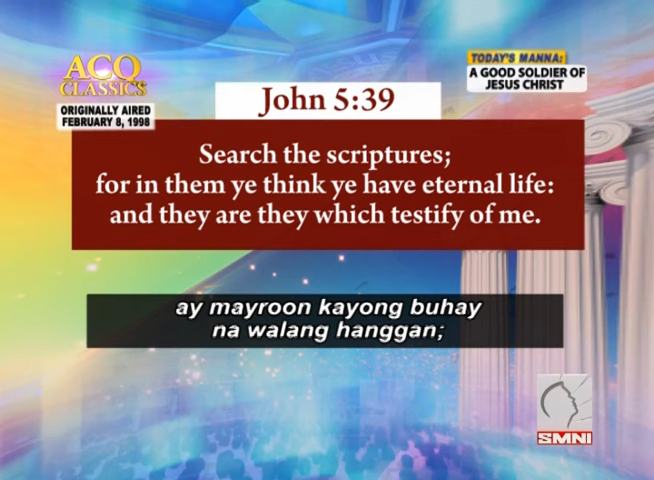 ACQ
CLASSICS
ORIGINALLY AIRED
FEBRUARY 8, 1998
TODAY'S MANNA:
A GOOD SOLDIER OF
JESUS CHRIST
John 5:39
Search the scriptures;
for in them ye think ye have eternal life:
and they are they which testify of me.
ay mayroon kayong buhay
na walang hanggan;
SMNI